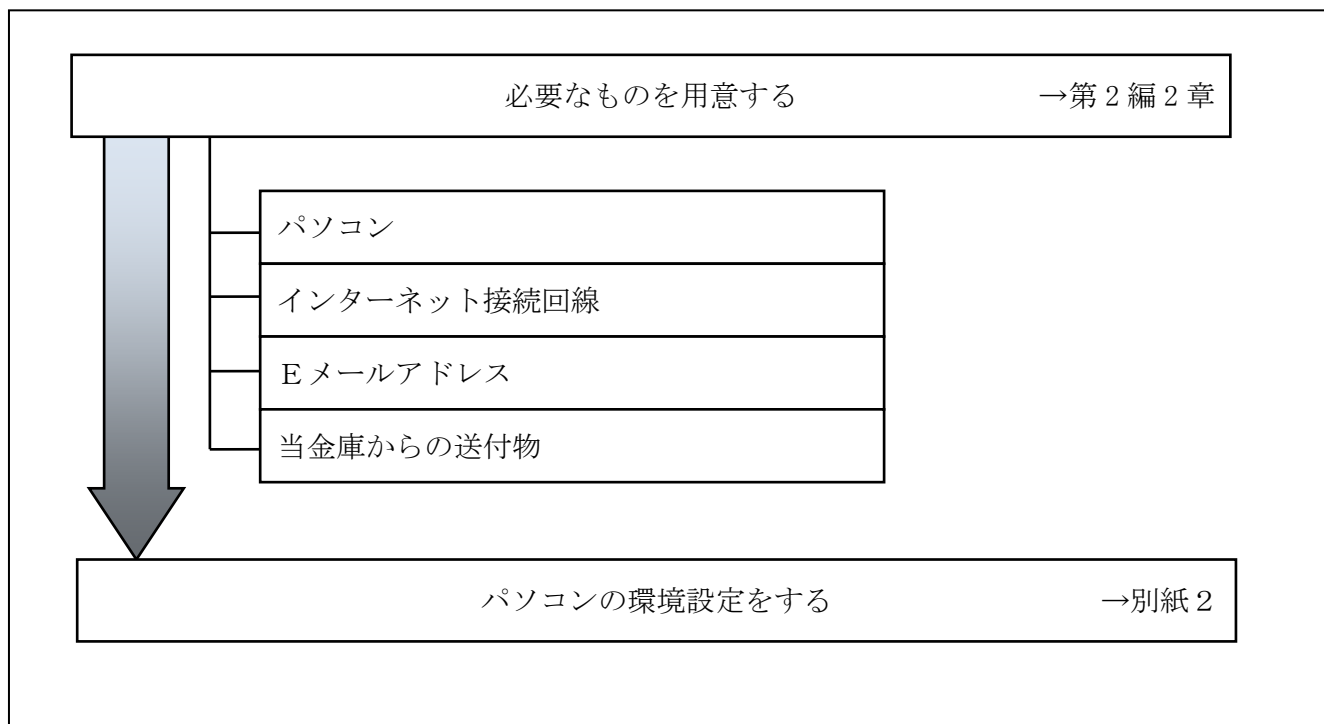 必要なものを用意する →第２編２章
パソコン
インターネット接続回線
Ｅメールアドレス
当金庫からの送付物
パソコンの環境設定をする →別紙２